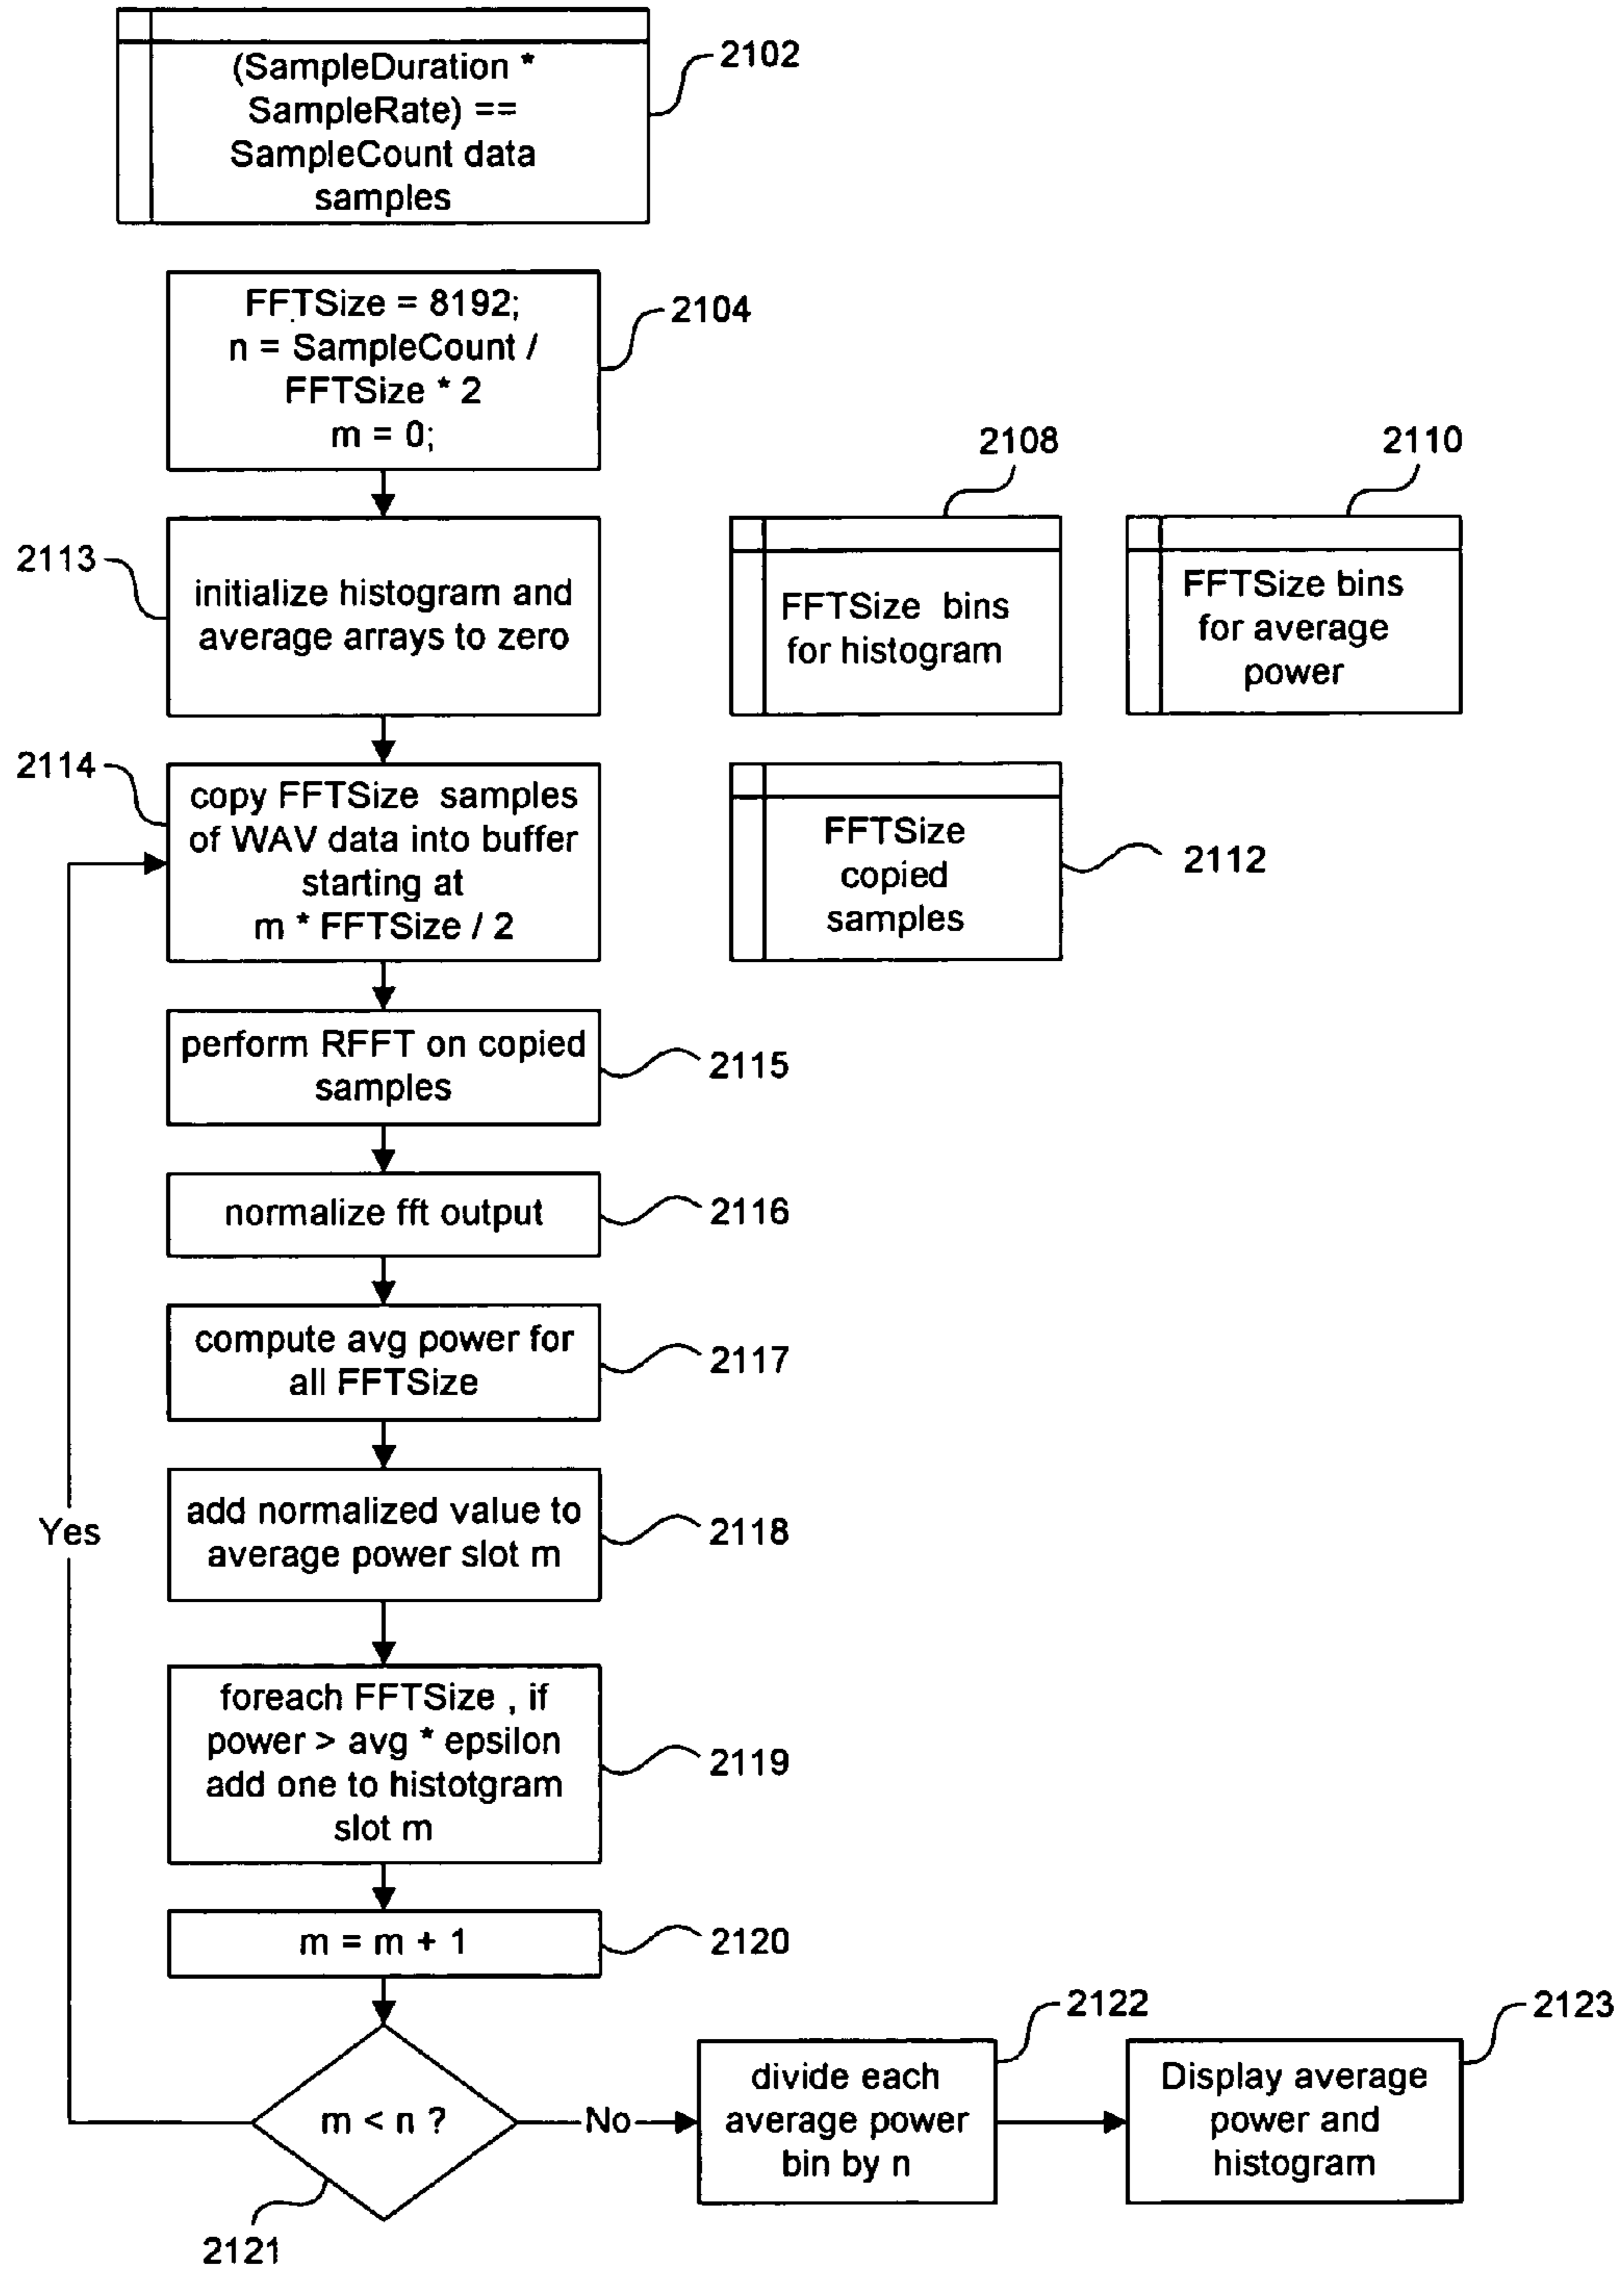 (SampleDuration *
SampleRate) ==
SampleCount data
samples
2102
FFTSize = 8192;
n = SampleCount /
FFTSize * 2
m = 0;
2104
2108
2110
2113
initialize histogram and
average arrays to zero
FFTSize bins
for histogram
FFTSize bins
for average
power
2114
copy FFTSize samples
of WAV data into buffer
starting at
m * FFTSize / 2
FFTSize
copied
samples
2112
perform RFFT on copied
samples
2115
normalize fft output
2116
compute avg power for
all FFTSize
2117
add normalized value to
average power slot m
2118
Yes
foreach FFTSize , if
power > avg * epsilon
add one to histotgram
slot m
2119
m = m + 1
2120
m < n ?
2121
No
divide each
average power
bin by n
2122
Display average
power and
histogram
2123